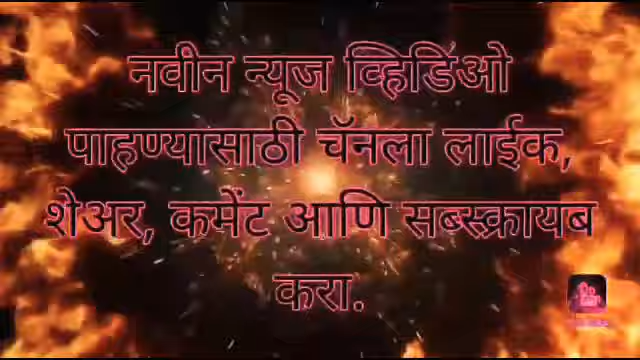 नवीन न्यूज व्हिडिओ
पाहण्यासाठी चॅनला लाईक,
शेअर, कमेंट आणि सब्स्क्रायब
करा.